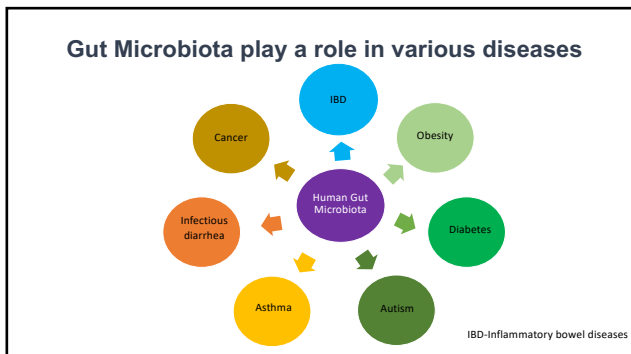 Gut Microbiota play a role in various diseases
IBD
Cancer
Obesity
Human Gut
Microbiota
Infectious
diarrhea
Diabetes
Asthma
Autism
IBD-Inflammatory bowel diseases